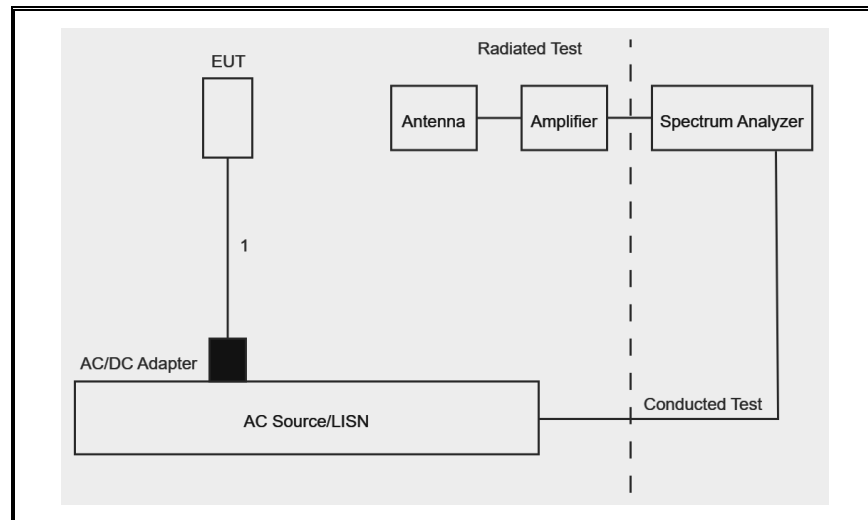 Radiated Test
EUT
Antenna
Amplifier
Spectrum Analyzer
1
AC/DC Adapter
AC Source/LISN
Conducted Test